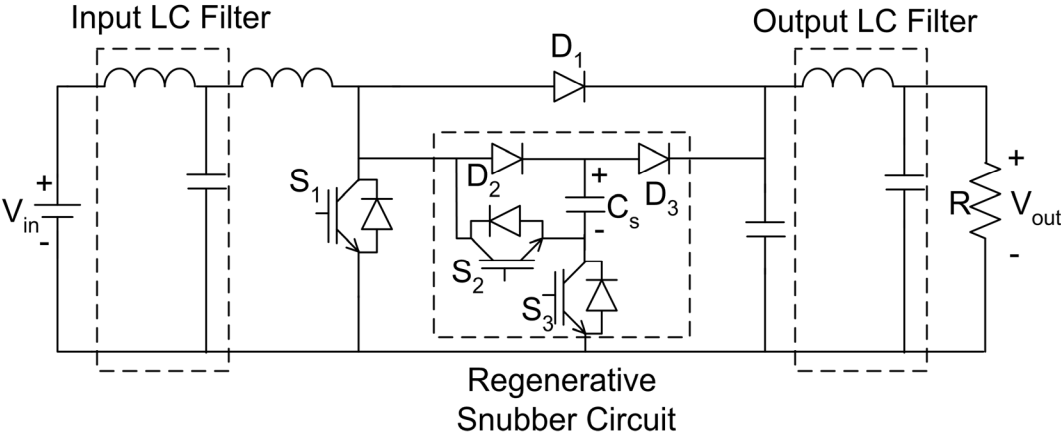 Input LC Filter
Output LC Filter
D1
D2
D3
S1
+
Cs
-
+
Vin
-
S2
S3
R
+
Vout
-
Regenerative
Snubber Circuit